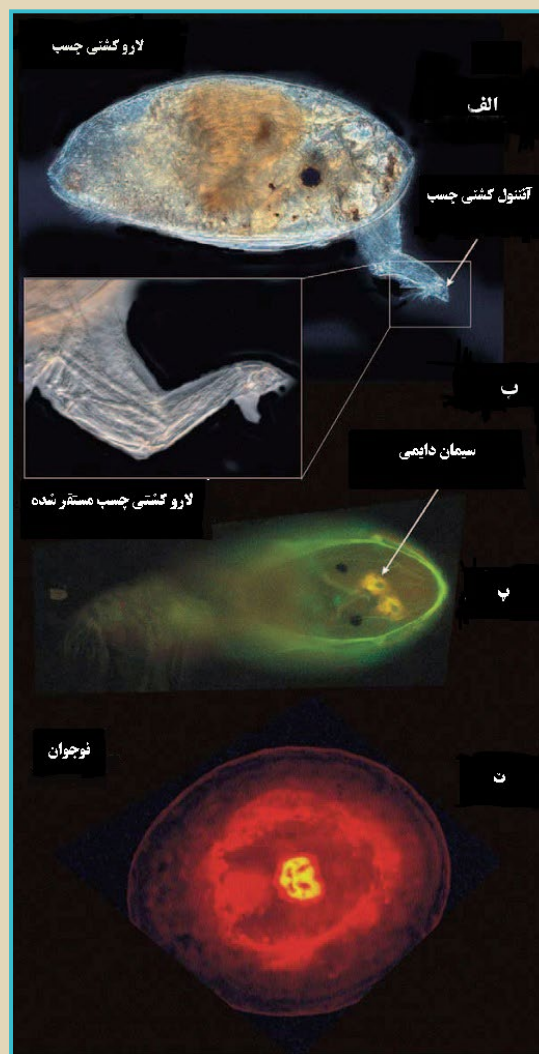 لارو کشتی چسب
الف
آنتنول کشتی چسب
ب
سیمان دایمی
لارو کشتی چسب مستقر شده
پ
نوجوان
ت